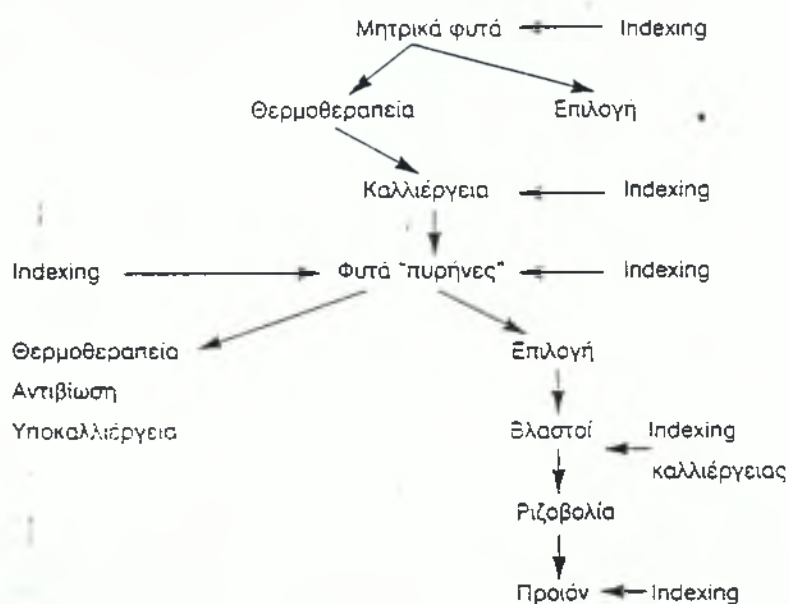 Μητρικά φυτά Indexing
Θερμοθεραπεία Επιλογή
Καλλιέργεια Indexing
Indexing Φυτά "πυρήνες" Indexing
Θερμοθεραπεία Επιλογή
Αντιβίωση
Υποκαλλιέργεια Βλαστοί Indexing
καλλιέργειας
Ριζοβολία
Προιόν Indexing